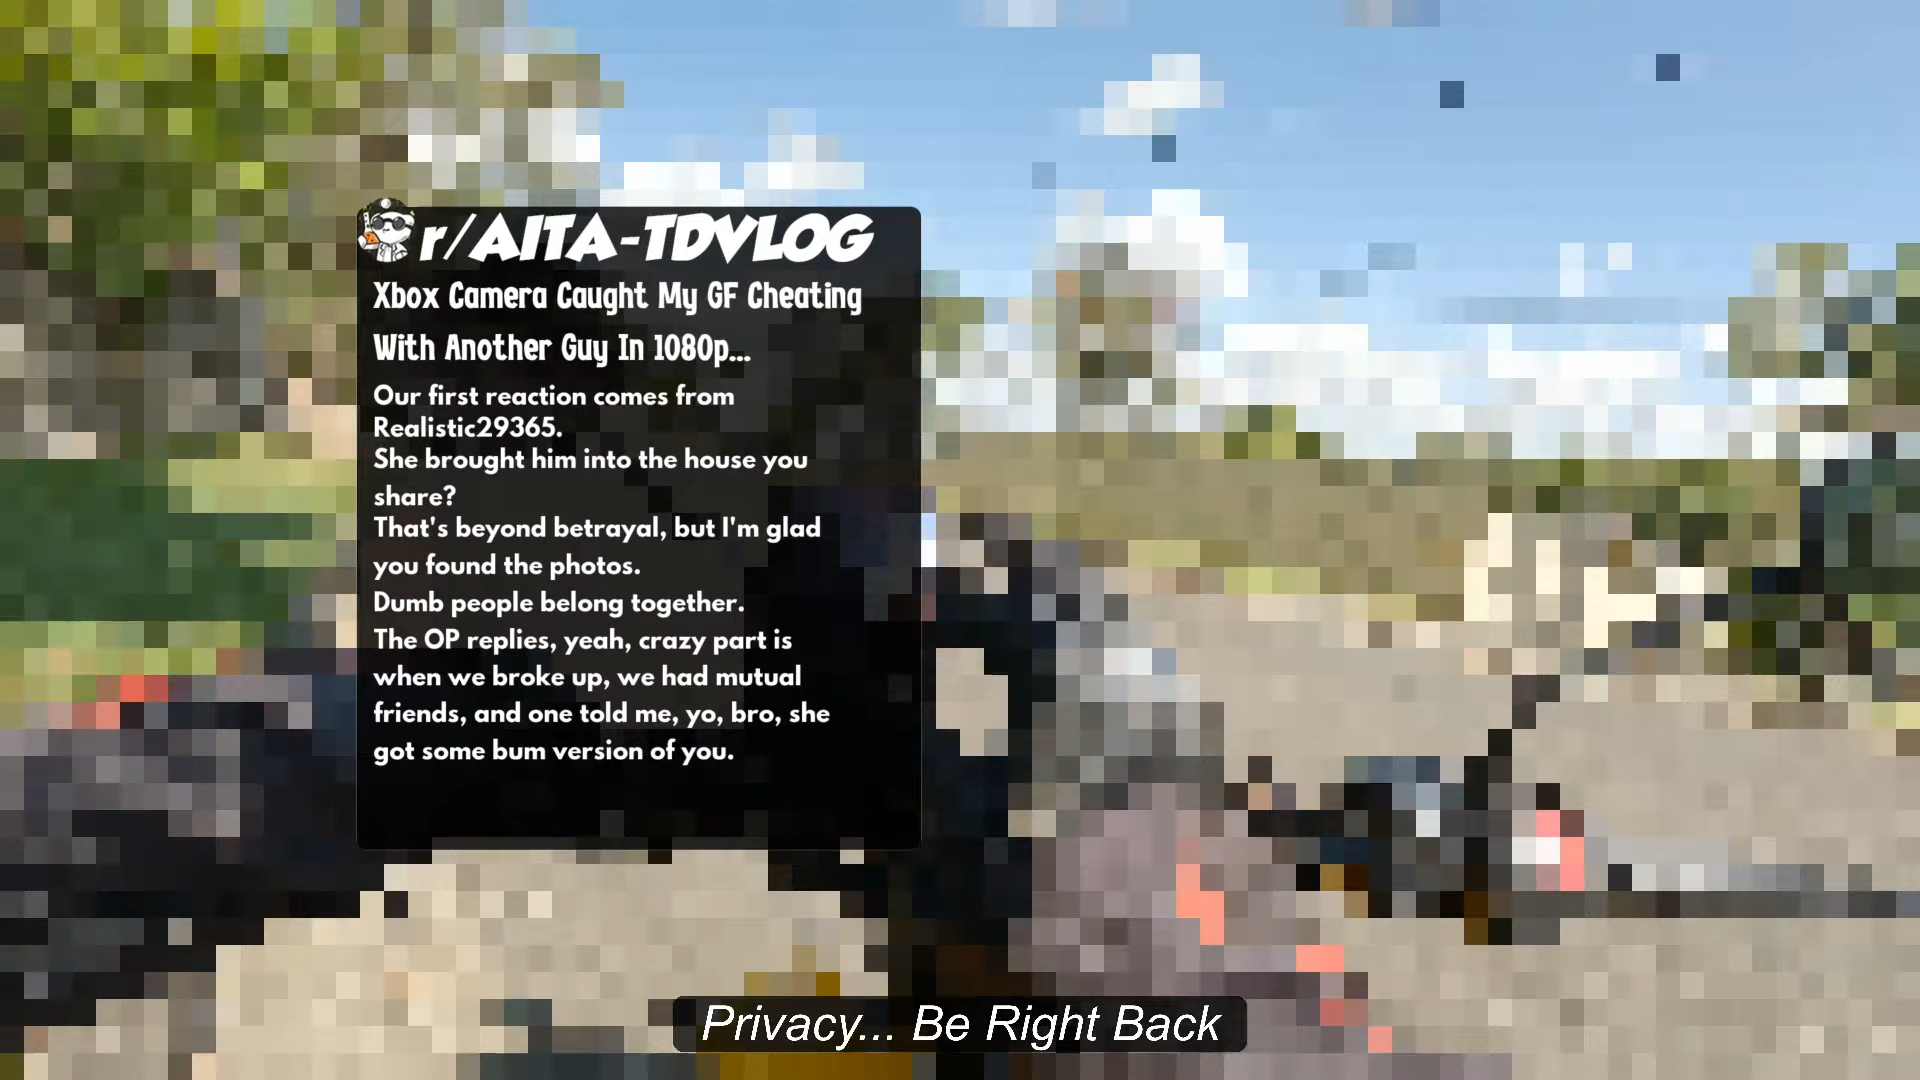 r/AITA-TDVLOG
Xbox Camera Caught My GF Cheating
With Another Guy In 1080p...
Our first reaction comes from
Realistic29365.
She brought him into the house you
share?
That's beyond betrayal, but I'm glad
you found the photos.
Dumb people belong together.
The OP replies, yeah, crazy part is
when we broke up, we had mutual
friends, and one told me, yo, bro, she
got some bum version of you.
Privacy... Be Right Back